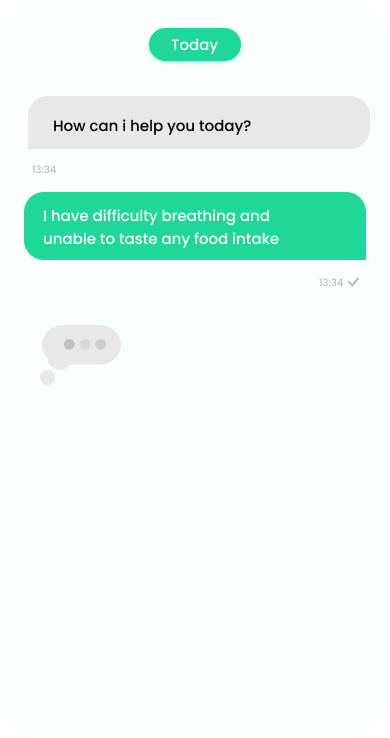 Today
How can i help you today?
13:34
I have difficulty breathing and
unable to taste any food intake
13:34